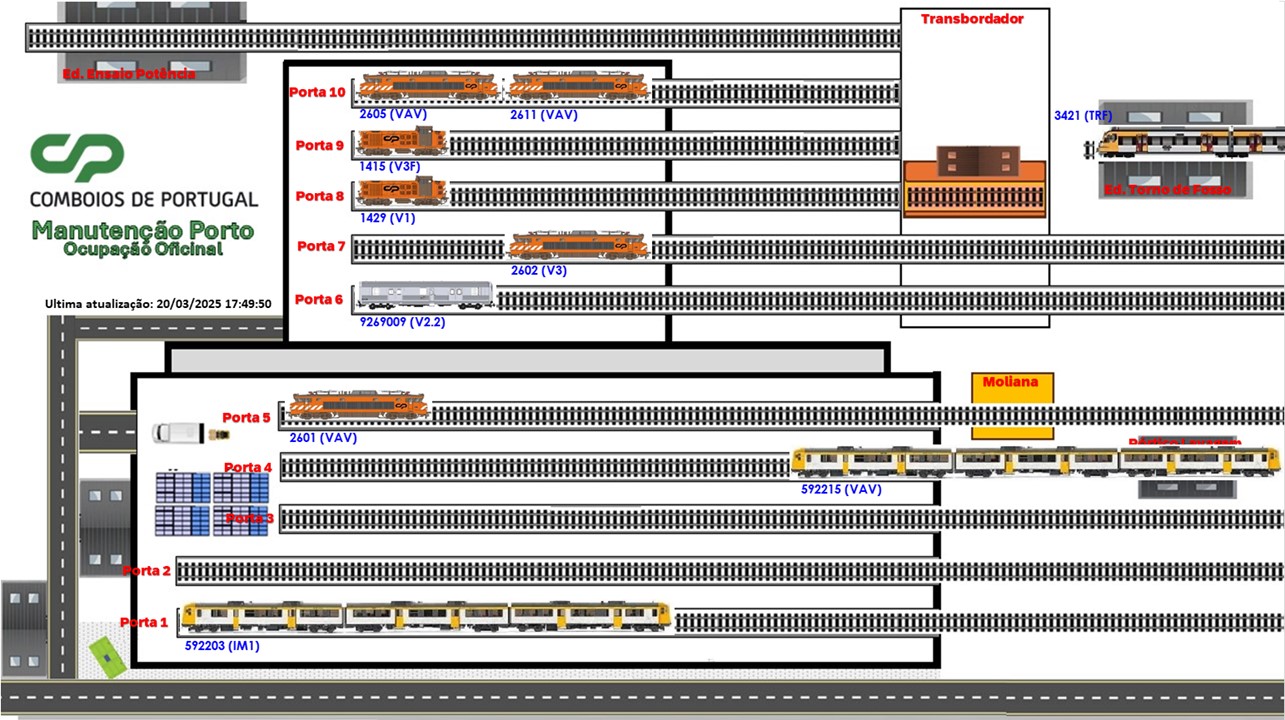 Transbordador
Ed. Ensaio Potência
Porta 10
2605 (VAV)
2611 (VAV)
3421 (TRF)
Porta 9
1415 (V3F)
CP
COMBOIOS DE PORTUGAL
Manutenção Porto
Ocupação Oficinal
Porta 8
1429 (V1)
Ed. Torno de Fosso
Porta 7
2602 (V3)
Porta 6
9269009 (V2.2)
Ultima atualização: 20/03/2025 17:49:50
Moliana
Porta 5
2601 (VAV)
Porta 4
592215 (VAV)
Porta 3
Porta 2
Porta 1
592203 (IM1)